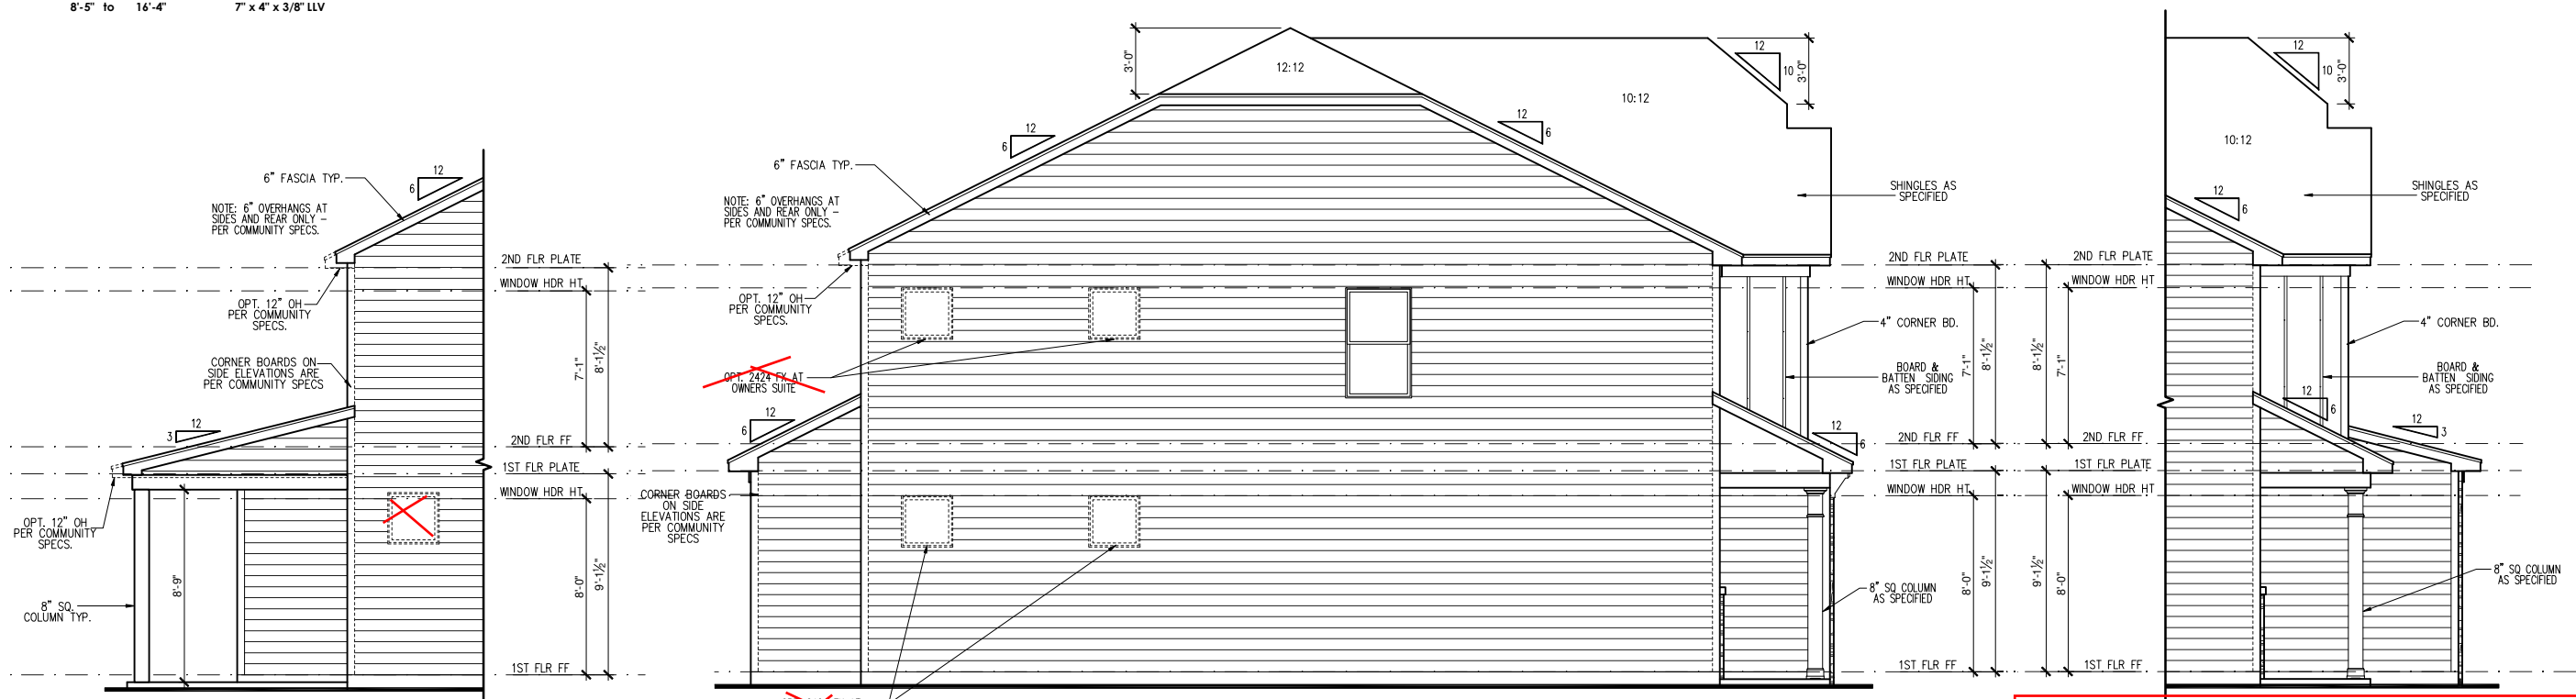 8'-5" to 16'-4" 7" x 4" x 3/8" LLV
6" FASCIA TYP.
12
6
NOTE: 6" OVERHANGS AT
SIDES AND REAR ONLY -
PER COMMUNITY SPECS.
OPT. 12" OH
PER COMMUNITY
SPECS.
CORNER BOARDS ON
SIDE ELEVATIONS ARE
PER COMMUNITY SPECS
12
3
OPT. 12" OH
PER COMMUNITY
SPECS.
8" SQ.
COLUMN TYP.
8'-9"
2ND FLR PLATE
WINDOW HDR HT
7'-1"
8'-1½"
2ND FLR FF
1ST FLR PLATE
WINDOW HDR HT
8'-0"
9'-1½"
1ST FLR FF
3'-0"
12:12
12
6
12
6
6" FASCIA TYP.
NOTE: 6" OVERHANGS AT
SIDES AND REAR ONLY -
PER COMMUNITY SPECS.
OPT. 12" OH
PER COMMUNITY
SPECS.
OPT. 2424 FX AT
OWNERS SUITE
12
6
CORNER BOARDS
ON SIDE
ELEVATIONS ARE
PER COMMUNITY
SPECS
10:12
12
10
3'-0"
SHINGLES AS
SPECIFIED
2ND FLR PLATE
WINDOW HDR HT
4" CORNER BD.
BOARD &
BATTEN SIDING
AS SPECIFIED
7'-1"
8'-1½"
2ND FLR FF
12
6
1ST FLR PLATE
WINDOW HDR HT
8" SQ COLUMN
AS SPECIFIED
8'-0"
9'-1½"
1ST FLR FF
12
10
3'-0"
10:12
12
6
SHINGLES AS
SPECIFIED
2ND FLR PLATE
WINDOW HDR HT
8'-1½"
7'-1"
4" CORNER BD.
BOARD &
BATTEN SIDING
AS SPECIFIED
12
6
12
3
2ND FLR FF
1ST FLR PLATE
WINDOW HDR HT
9'-1½"
8'-0"
8" SQ COLUMN
AS SPECIFIED
1ST FLR FF